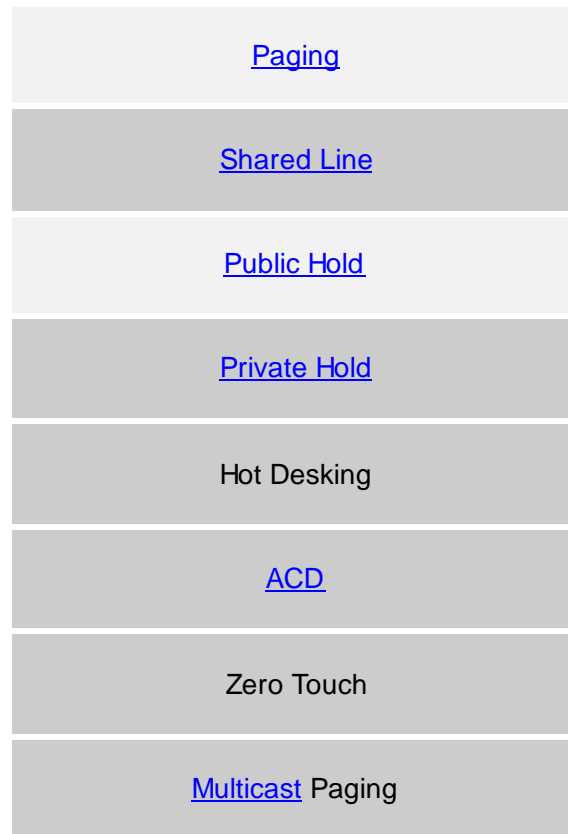 Paging
Shared Line
Public Hold
Private Hold
Hot Desking
ACD
Zero Touch
Multicast Paging